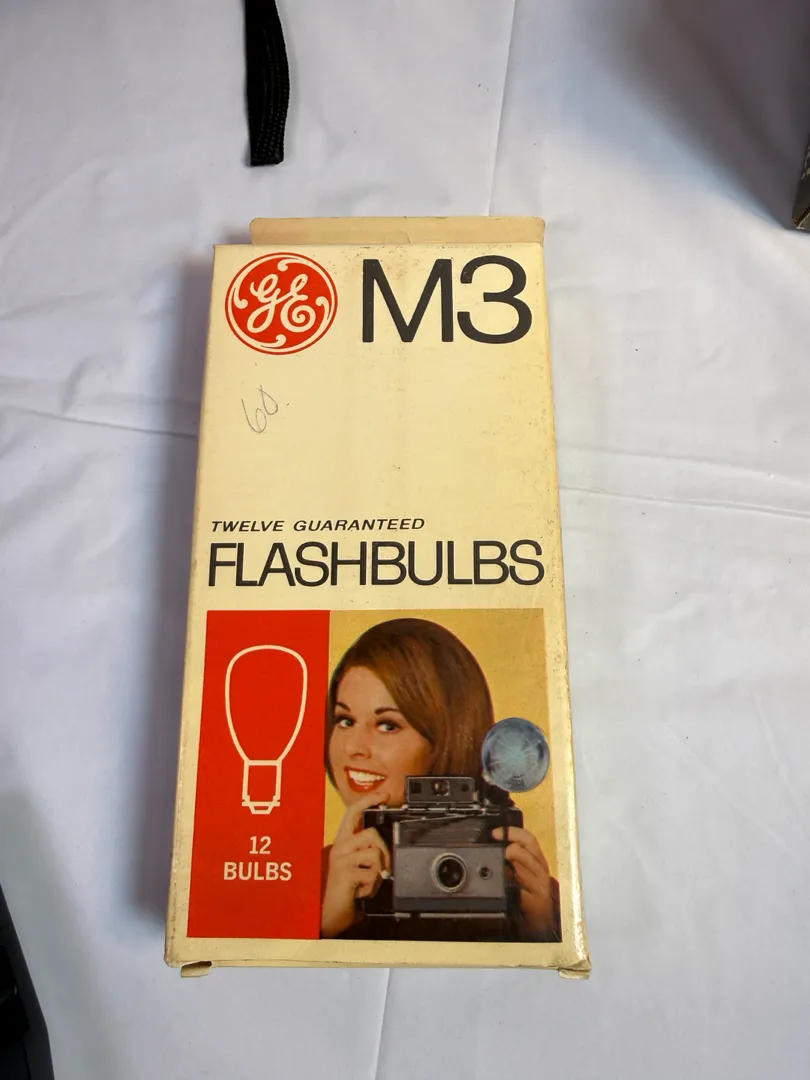 GE M3
60
TWELVE GUARANTEED
FLASHBULBS
12
BULBS